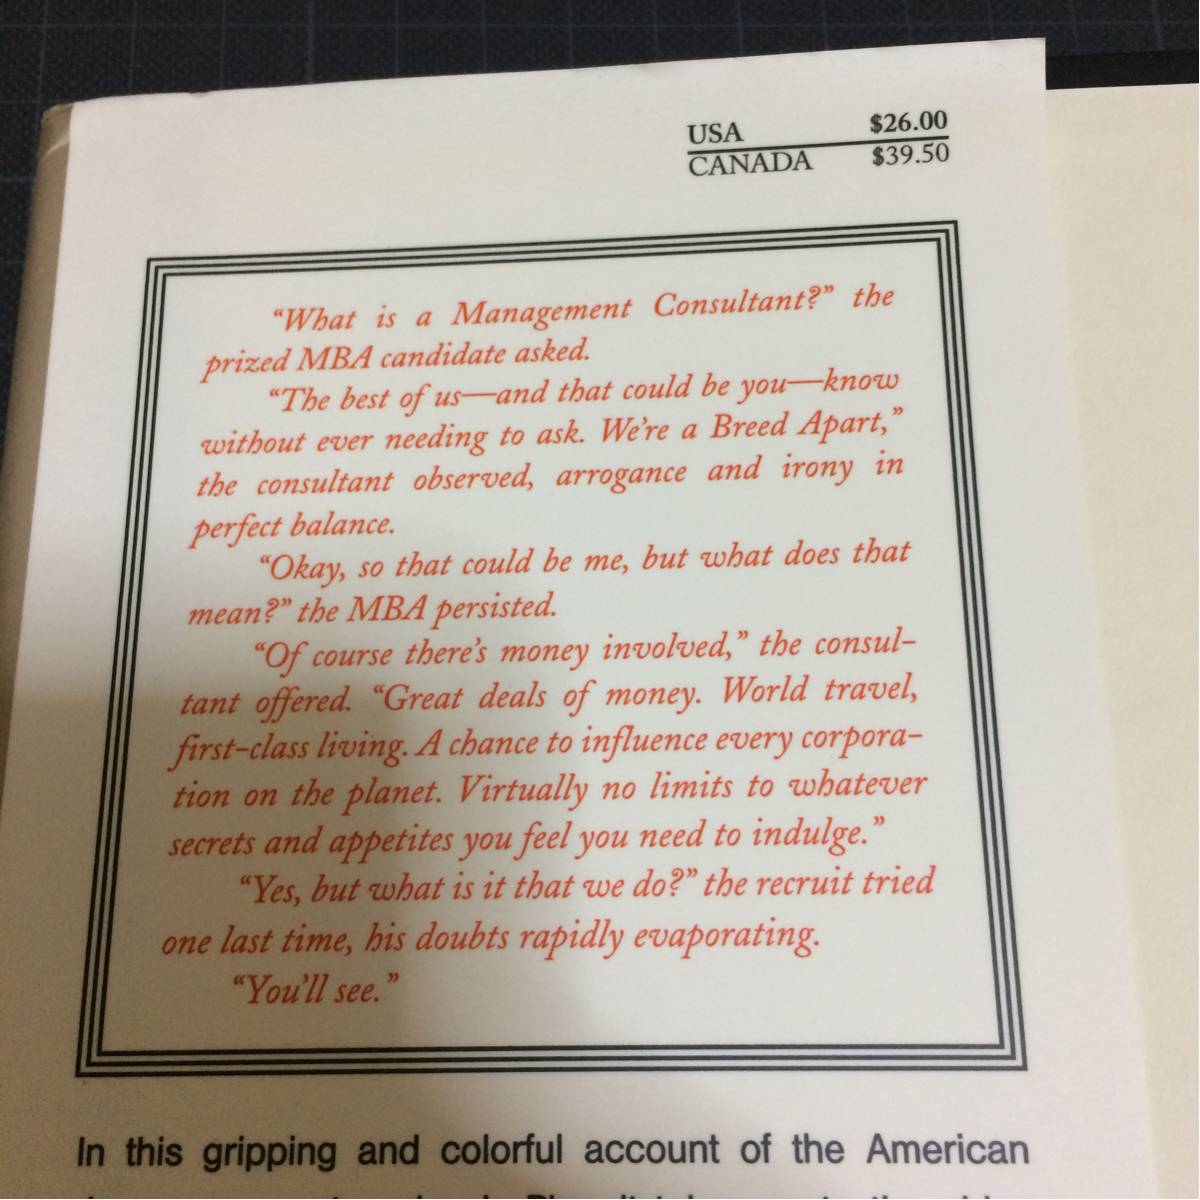 USA $26.00
CANADA $39.50
“What is a Management Consultant?” the
prized MBA candidate asked.
“The best of us—and that could be you—know
without ever needing to ask. We’re a Breed Apart,”
the consultant observed, arrogance and irony in
perfect balance.
“Okay, so that could be me, but what does that
mean?” the MBA persisted.
“Of course there’s money involved,” the consul-
tant offered. “Great deals of money. World travel,
first-class living. A chance to influence every corpora-
tion on the planet. Virtually no limits to whatever
secrets and appetites you feel you need to indulge.”
“Yes, but what is it that we do?” the recruit tried
one last time, his doubts rapidly evaporating.
“You’ll see.”
In this gripping and colorful account of the American